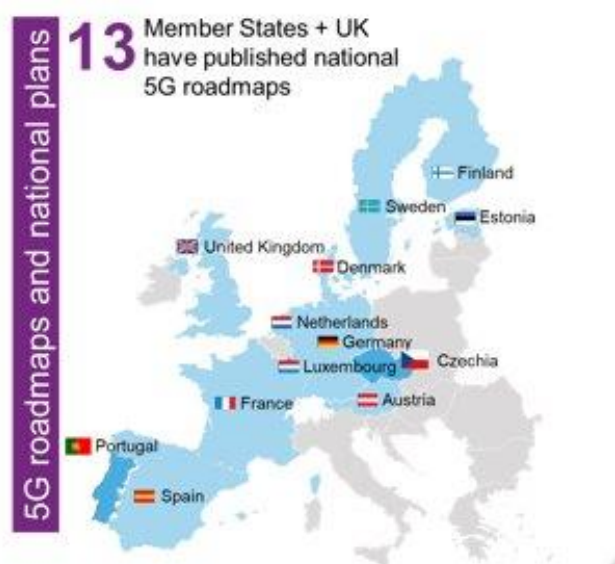 5G roadmaps and national plans
13 Member States + UK
have published national
5G roadmaps
Finland
Sweden
Estonia
United Kingdom
Denmark
Netherlands
Germany
Luxembourg
Czechia
France
Austria
Portugal
Spain